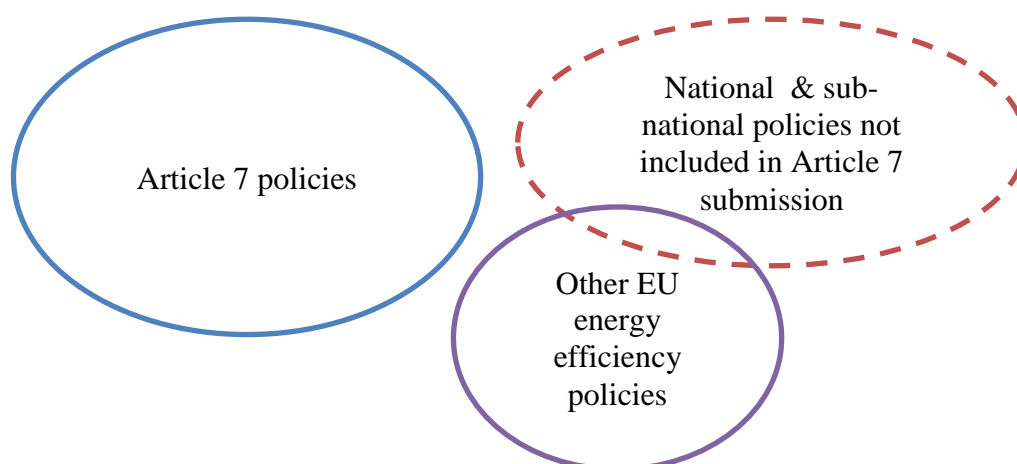 Article 7 policies
National & sub-
national policies not
included in Article 7
submission
Other EU
energy
efficiency
policies